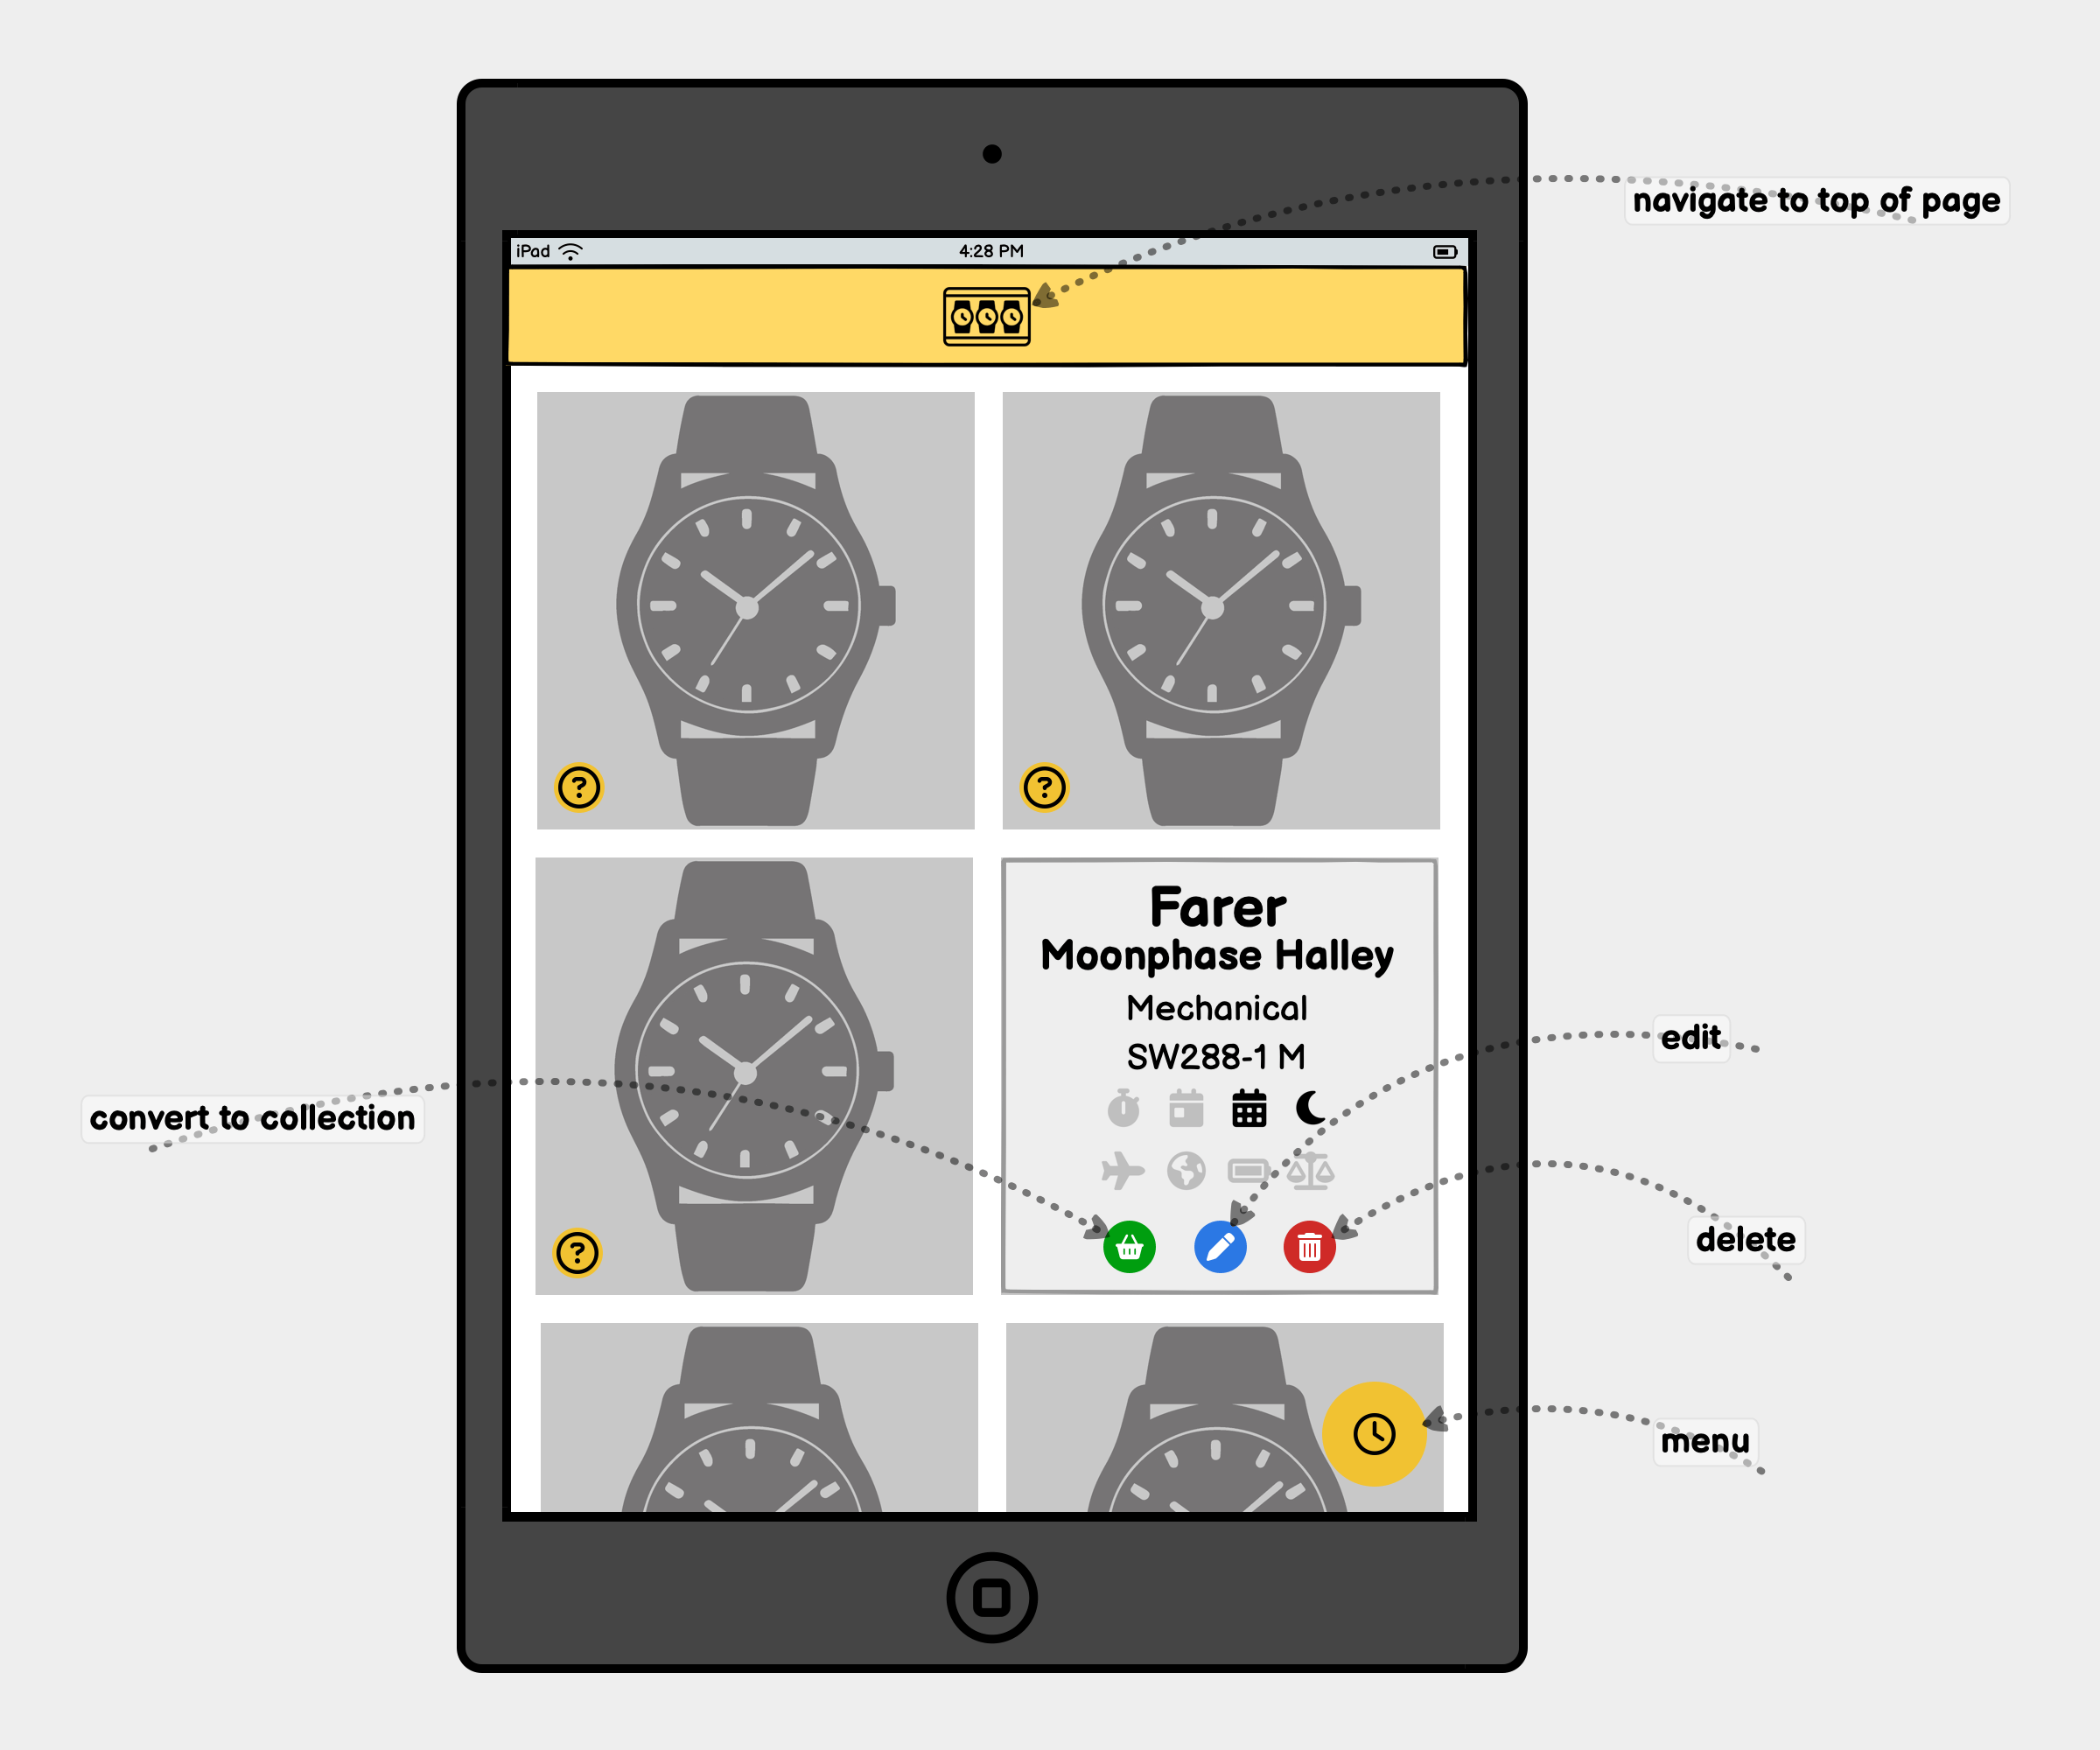 navigate to top of page
iPad
4:28 PM
?
?
Farer
Moonphase Halley
Mechanical
SW288-1 M
edit
convert to collection
delete
?
menu